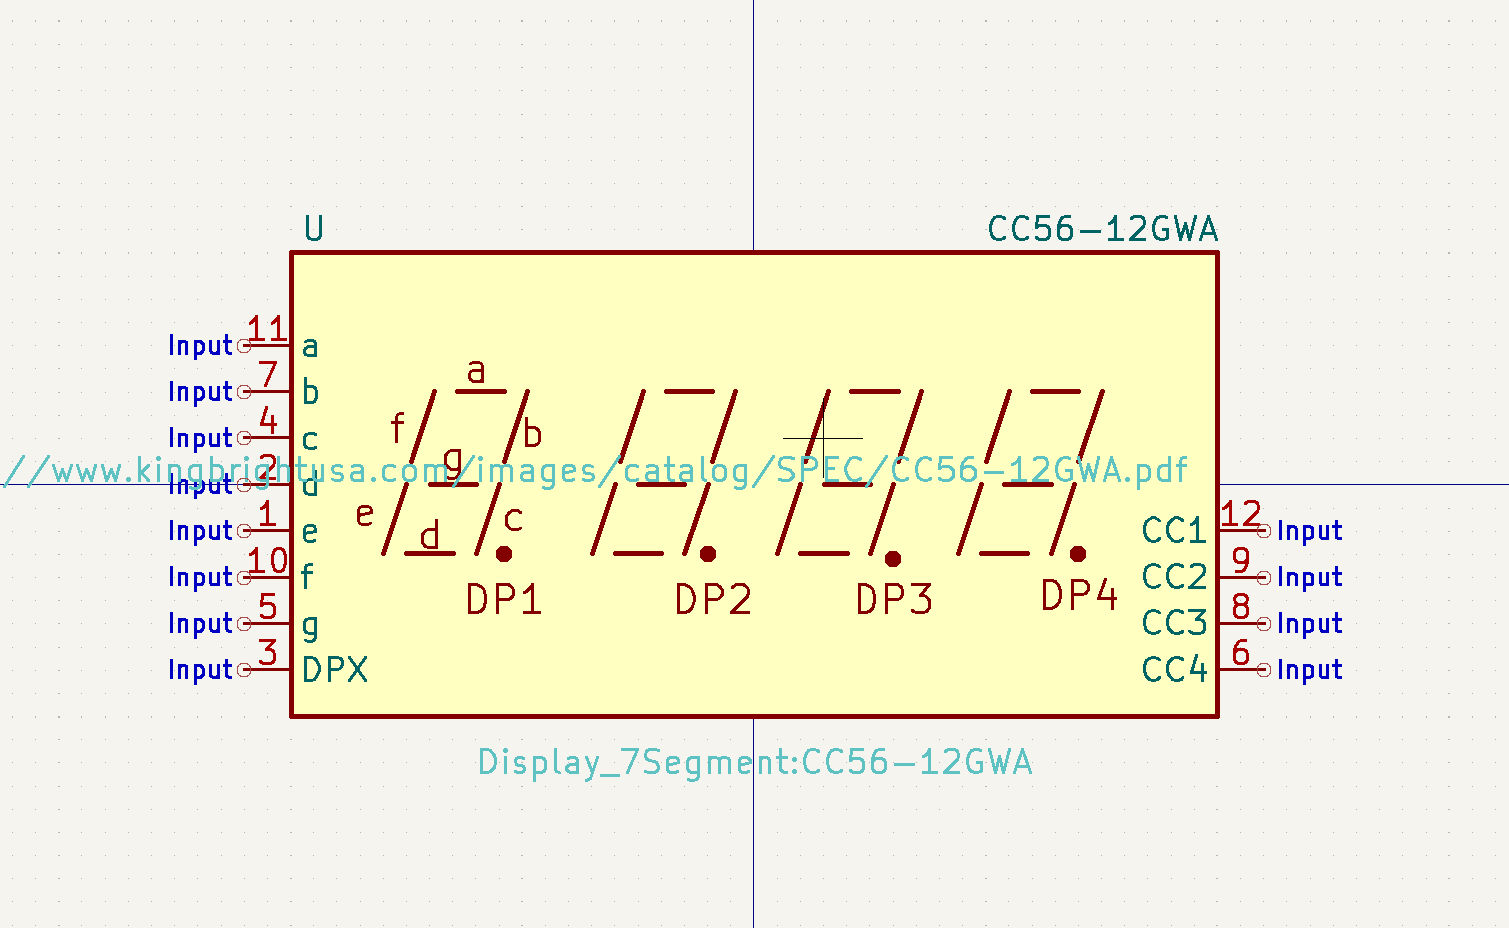 U CC56-12GWA
Input 11 a
a
Input 7 b
f b
Input 4 c
g
//www.kingbrightusa.com/images/catalog/SPEC/CC56-12GWA.pdf
Input 2 d
e c
Input 1 e
d
CC1 12 Input
Input 10 f
CC2 9 Input
DP1 DP2 DP3 DP4
Input 5 g
CC3 8 Input
Input 3 DPX
CC4 6 Input
Display_7Segment:CC56-12GWA